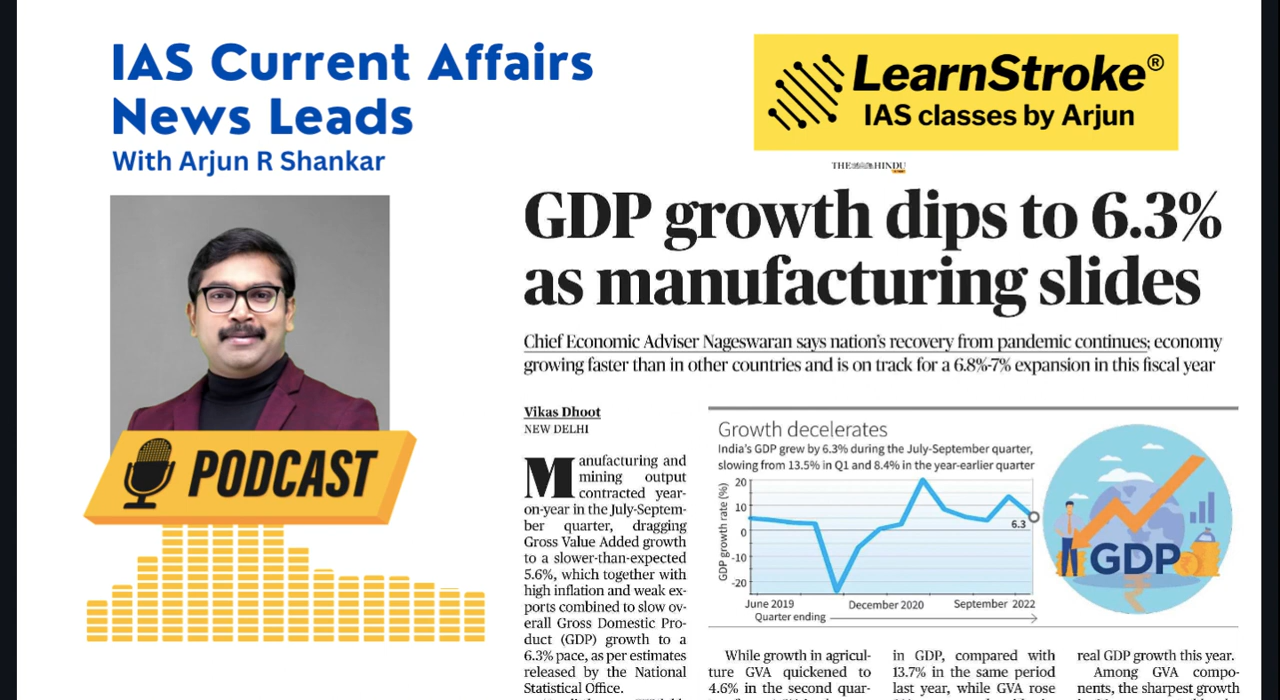 IAS Current Affairs
News Leads
With Arjun R Shankar
LearnStroke®
IAS classes by Arjun
THE HINDU
GDP growth dips to 6.3%
as manufacturing slides
Chief Economic Adviser Nageswaran says nation's recovery from pandemic continues; economy
growing faster than in other countries and is on track for a 6.8%-7% expansion in this fiscal year
PODCAST
Vikas Dhoot
NEW DELHI
Manufacturing and
mining output
contracted year-
on-year in the July-Septem-
ber quarter, dragging
Gross Value Added growth
to a slower-than-expected
5.6%, which together with
high inflation and weak ex-
ports combined to slow ov-
erall Gross Domestic Pro-
duct (GDP) growth to a
6.3% pace, as per estimates
released by the National
Statistical Office.
Growth decelerates
India's GDP grew by 6.3% during the July-September quarter,
slowing from 13.5% in Q1 and 8.4% in the year-earlier quarter
GDP growth rate (%)
20
10
0
-10
-20
6.3
June 2019
December 2020
September 2022
Quarter ending
GDP
While growth in agricul-
ture GVA quickened to
4.6% in the second quar-
in GDP, compared with
13.7% in the same period
last year, while GVA rose
real GDP growth this year.
Among GVA compo-
nents, the sharpest growth